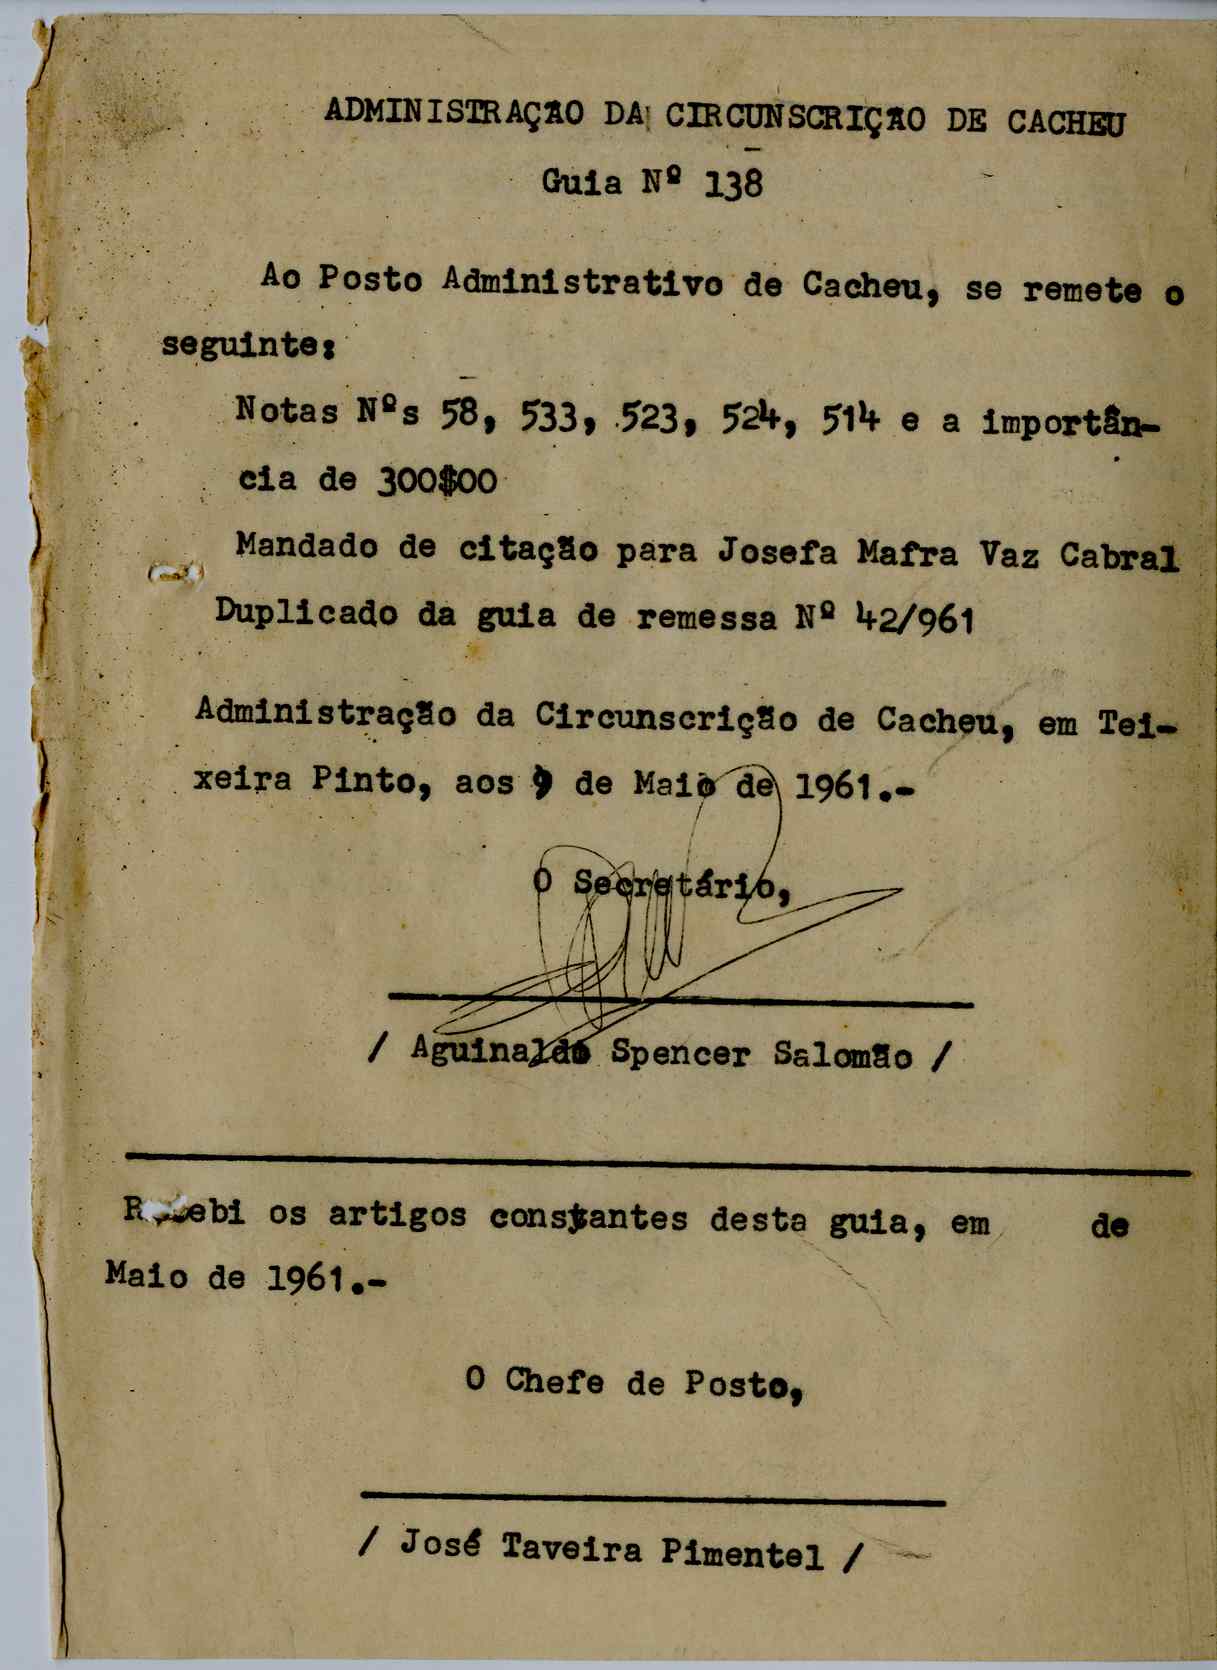 ADMINISTRAÇÃO DA CIRCUNSCRIÇÃO DE CACHEU
Guia Nº 138
Ao Posto Administrativo de Cacheu, se remete o
seguinte:
Notas Nºs 58, 533, 523, 524, 514 e a importân-
cia de 300$00
Mandado de citação para Josefa Mafra Vaz Cabral
Duplicado da guia de remessa Nº 42/961
Administração da Circunscrição de Cacheu, em Tei-
xeira Pinto, aos 9 de Maio de 1961.-
O Secretário,
/ Aguinaldo Spencer Salomão /
Recebi os artigos constantes desta guia, em de
Maio de 1961.-
O Chefe de Posto,
/ José Taveira Pimentel /